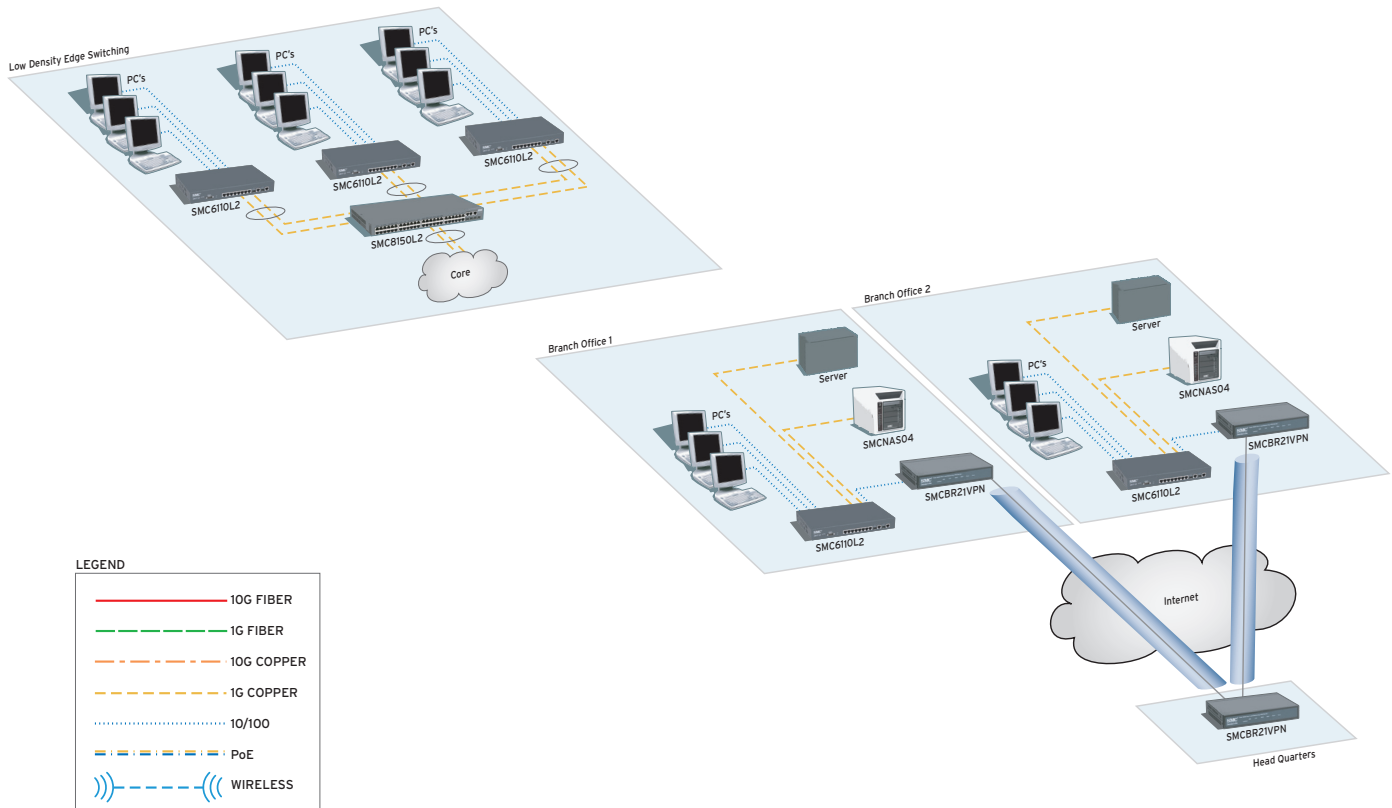 Low Density Edge Switching
PC's
PC's
PC's
SMC6110L2
SMC6110L2
SMC6110L2
SMC8150L2
Core
Branch Office 1
Server
PC's
SMCNAS04
SMCBR21VPN
SMC6110L2
Branch Office 2
Server
PC's
SMCNAS04
SMCBR21VPN
SMC6110L2
Internet
SMCBR21VPN
Head Quarters
LEGEND
10G FIBER
1G FIBER
10G COPPER
1G COPPER
10/100
PoE
WIRELESS